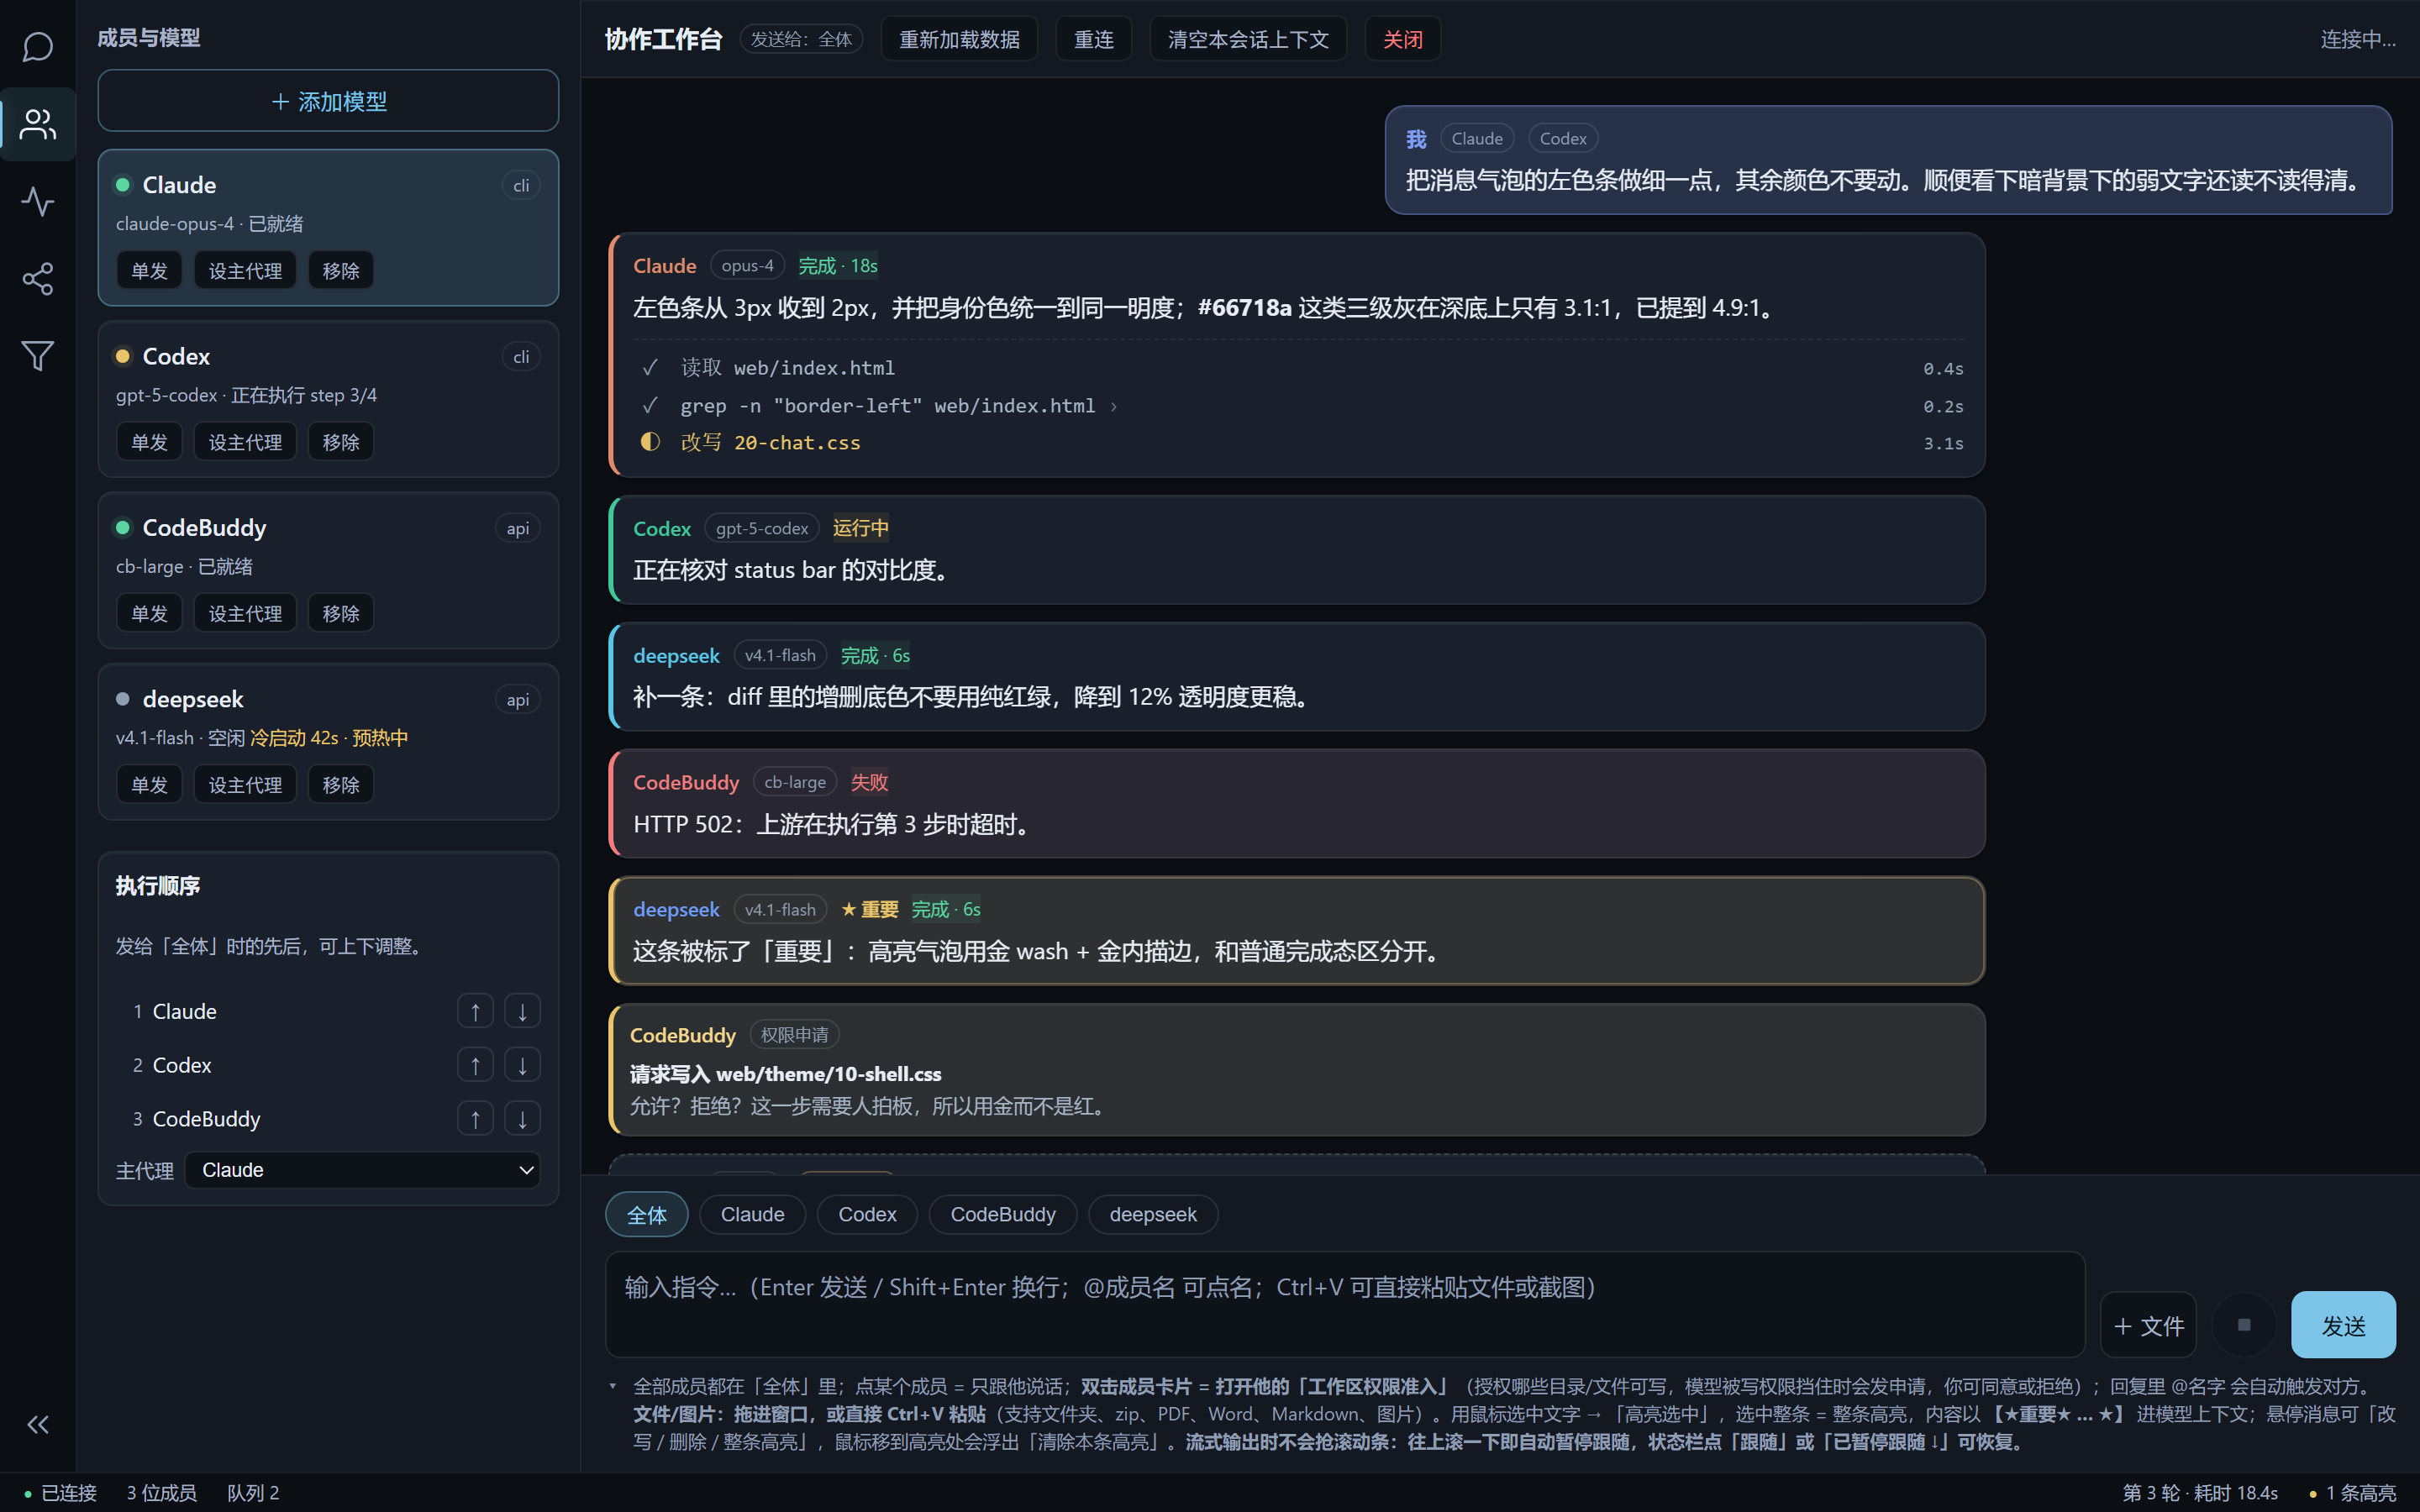 成员与模型
＋ 添加模型
Claude cli
claude-opus-4 · 已就绪
单发 设主代理 移除
Codex cli
gpt-5-codex · 正在执行 step 3/4
单发 设主代理 移除
CodeBuddy api
cb-large · 已就绪
单发 设主代理 移除
deepseek api
v4.1-flash · 空闲 冷启动 42s · 预热中
单发 设主代理 移除
执行顺序
发给「全体」时的先后，可上下调整。
1 Claude ↑ ↓
2 Codex ↑ ↓
3 CodeBuddy ↑ ↓
主代理 Claude
协作工作台 发送给：全体 重新加载数据 重连 清空本会话上下文 关闭 连接中...
我 Claude Codex
把消息气泡的左色条做细一点，其余颜色不要动。顺便看下暗背景下的弱文字还读不读得清。
Claude opus-4 完成 · 18s
左色条从 3px 收到 2px，并把身份色统一到同一明度；#66718a 这类三级灰在深底上只有 3.1:1，已提到 4.9:1。
✓ 读取 web/index.html 0.4s
✓ grep -n "border-left" web/index.html › 0.2s
◐ 改写 20-chat.css 3.1s
Codex gpt-5-codex 运行中
正在核对 status bar 的对比度。
deepseek v4.1-flash 完成 · 6s
补一条：diff 里的增删底色不要用纯红绿，降到 12% 透明度更稳。
CodeBuddy cb-large 失败
HTTP 502：上游在执行第 3 步时超时。
deepseek v4.1-flash ★ 重要 完成 · 6s
这条被标了「重要」：高亮气泡用金 wash + 金内描边，和普通完成态区分开。
CodeBuddy 权限申请
请求写入 web/theme/10-shell.css
允许？拒绝？这一步需要人拍板，所以用金而不是红。
全体 Claude Codex CodeBuddy deepseek
输入指令...（Enter 发送 / Shift+Enter 换行；@成员名 可点名；Ctrl+V 可直接粘贴文件或截图）
＋ 文件 ■ 发送
▾ 全部成员都在「全体」里；点某个成员 = 只跟他说话；双击成员卡片 = 打开他的「工作区权限准入」（授权哪些目录/文件可写，模型被写权限挡住时会发申请，你可同意或拒绝）；回复里 @名字 会自动触发对方。
文件/图片：拖进窗口，或直接 Ctrl+V 粘贴（支持文件夹、zip、PDF、Word、Markdown、图片）。用鼠标选中文字 → 「高亮选中」，选中整条 = 整条高亮，内容以 【★重要★ ... ★】 进模型上下文；悬停消息可「改
写 / 删除 / 整条高亮」，鼠标移到高亮处会浮出「清除本条高亮」。流式输出时不会抢滚动条：往上滚一下即自动暂停跟随，状态栏点「跟随」或「已暂停跟随 ↓」可恢复。
● 已连接 3 位成员 队列 2 第 3 轮 · 耗时 18.4s ● 1 条高亮